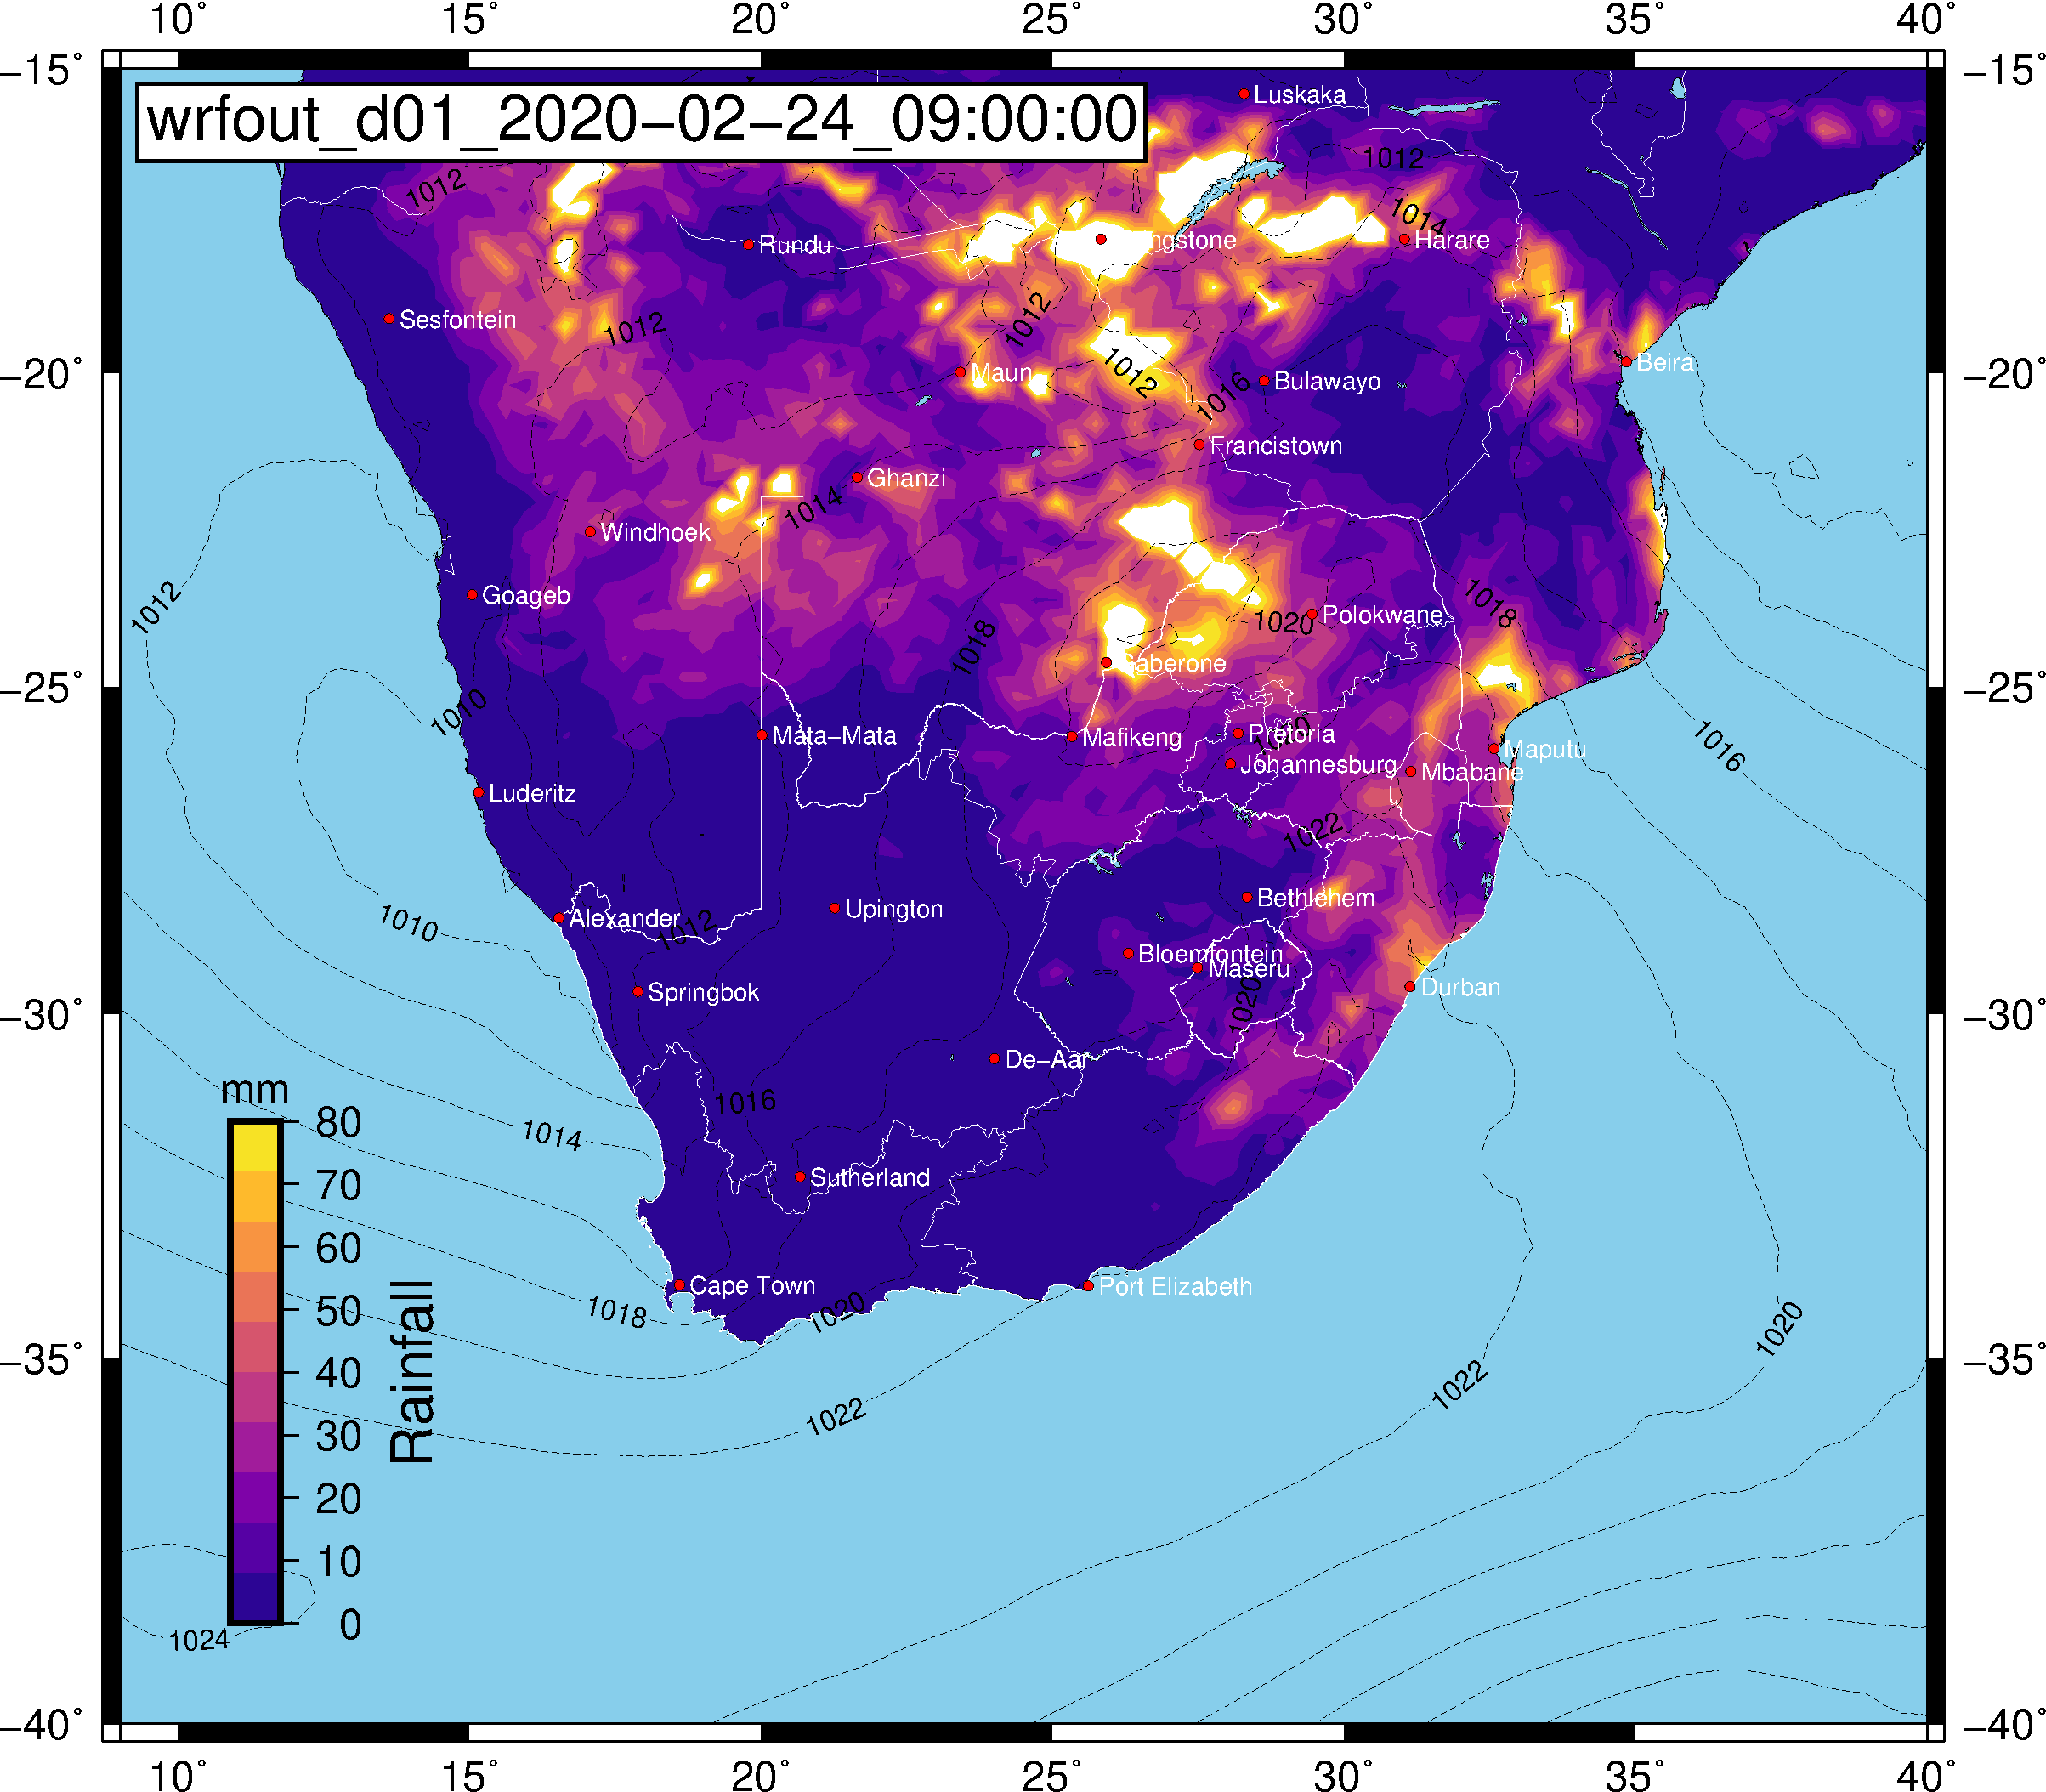 10° 15° 20° 25° 30° 35° 40°
−15° −15°
wrfout_d01_2020−02−24_09:00:00
Luskaka
1012
1012
1014
Rundu
ngstone
Harare
Sesfontein
1012
1012
−20° −20°
Maun
1012
1016
Bulawayo
Beira
Francistown
Ghanzi
1014
Windhoek
1012
Goageb
1018
1020
Polokwane
1018
Gaberone
−25° −25°
1010
Mata−Mata
Mafikeng
Pretoria
1020
Maputu
1016
Johannesburg
Mbabane
Luderitz
1022
Bethlehem
1010
Alexander
1012
Upington
Bloemfontein
Maseru
Springbok
1020
Durban
−30° −30°
De−Aar
mm
1016
80
1014
70
Sutherland
60
Cape Town
Port Elizabeth
50
1018
1020
1020
Rainfall
−35° −35°
40
1022
1022
30
20
10
0
1024
−40° −40°
10° 15° 20° 25° 30° 35° 40°